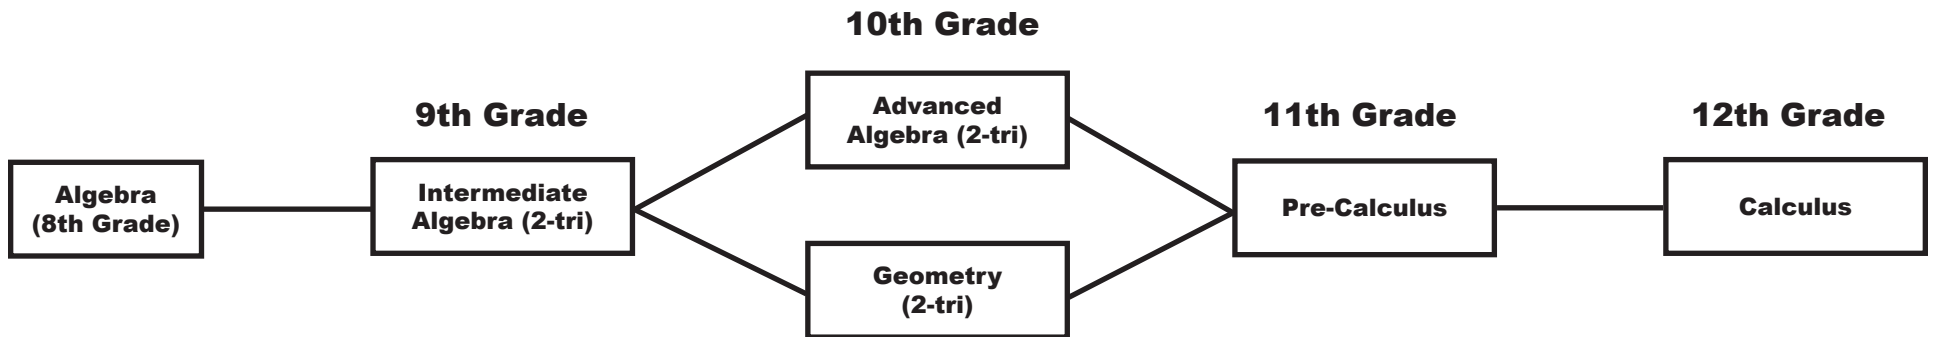 10th Grade
9th Grade
11th Grade
12th Grade
Algebra
(8th Grade)
Intermediate
Algebra (2-tri)
Advanced
Algebra (2-tri)
Geometry
(2-tri)
Pre-Calculus
Calculus